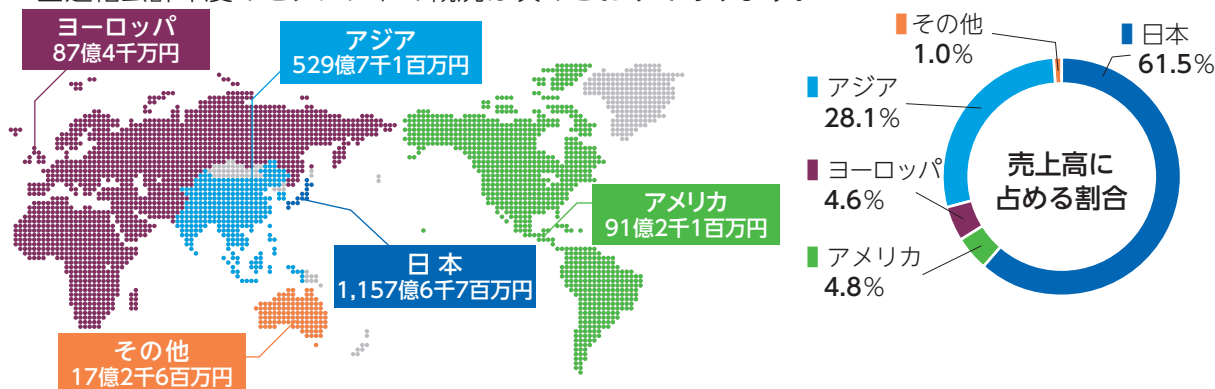 ヨーロッパ
87億4千万円
アジア
529億7千1百万円
アメリカ
91億2千1百万円
日本
1,157億6千7百万円
その他
17億2千6百万円
その他
1.0%
日本
61.5%
アジア
28.1%
ヨーロッパ
4.6%
アメリカ
4.8%
売上高に
占める割合